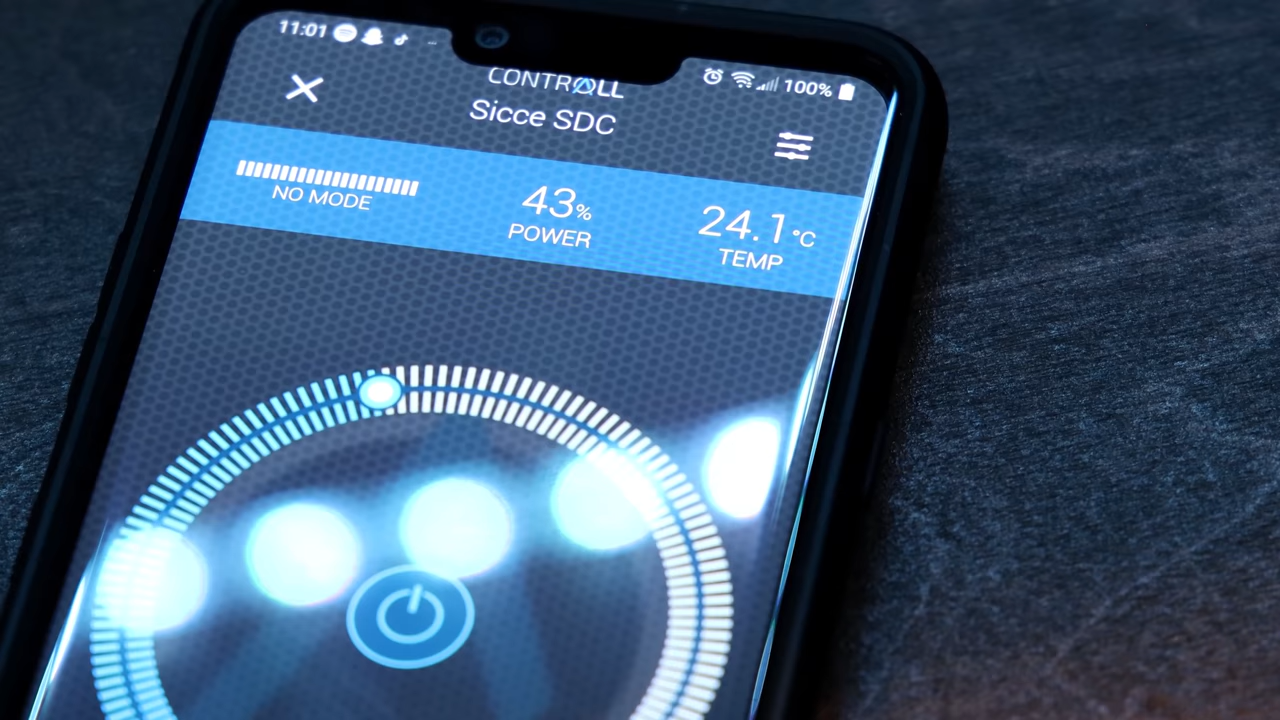 11:01
100%
CONTROLL
Sicce SDC
NO MODE
43%
POWER
24.1°C
TEMP